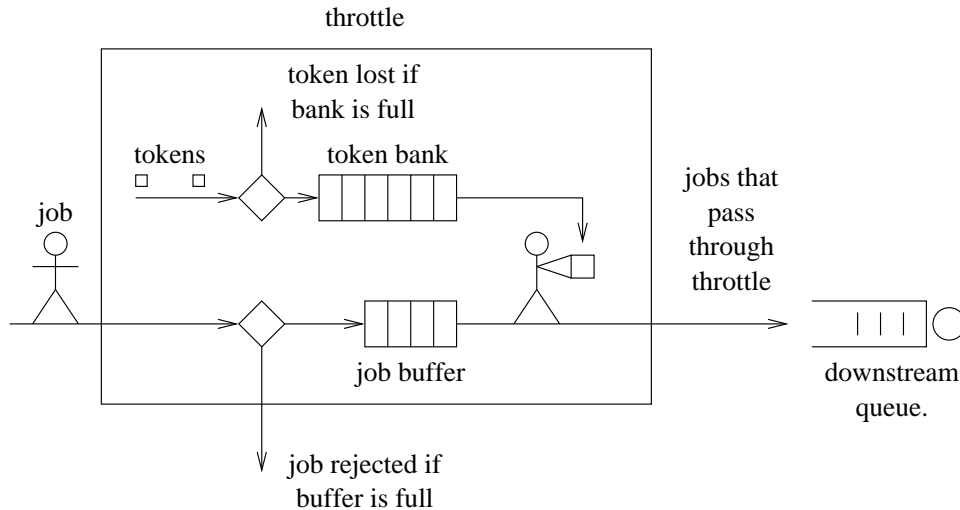 throttle
token lost if
bank is full
tokens
token bank
job
jobs that
pass
through
throttle
job buffer
downstream
queue.
job rejected if
buffer is full